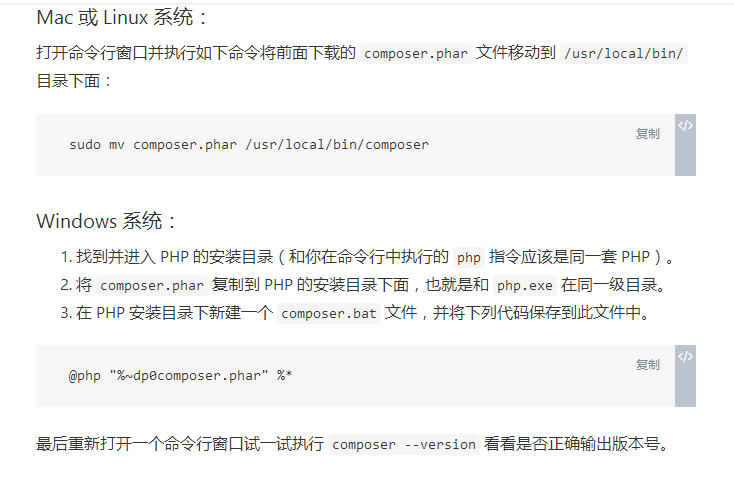 Mac 或 Linux 系统：
打开命令行窗口并执行如下命令将前面下载的 composer.phar 文件移动到 /usr/local/bin/
目录下面：
复制
</>
sudo mv composer.phar /usr/local/bin/composer
Windows 系统：
1. 找到并进入 PHP 的安装目录（和你在命令行中执行的 php 指令应该是同一套 PHP）。
2. 将 composer.phar 复制到 PHP 的安装目录下面，也就是和 php.exe 在同一级目录。
3. 在 PHP 安装目录下新建一个 composer.bat 文件，并将下列代码保存到此文件中。
复制
</>
@php "%~dp0composer.phar" %*
最后重新打开一个命令行窗口试一试执行 composer --version 看看是否正确输出版本号。